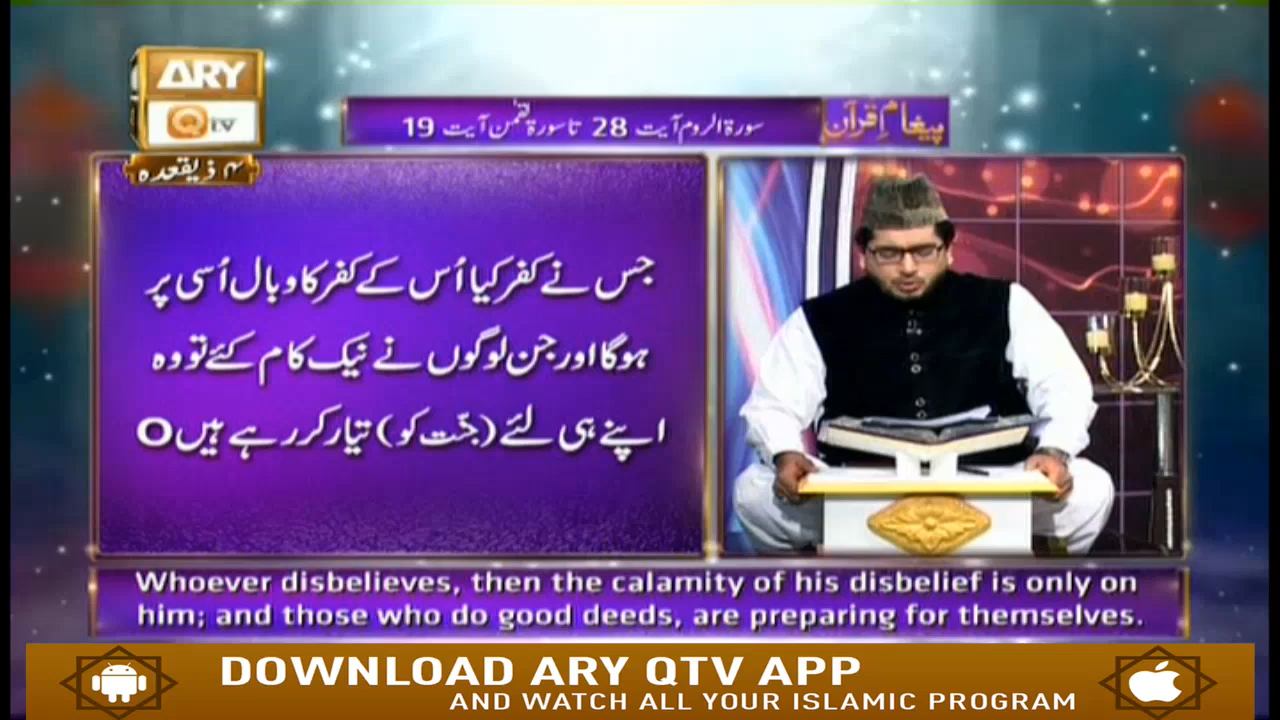 ARY
Qtv
پیغامِ قرآن
سورۃ الروم آیت 28 تا سورۃ لقمٰن آیت 19
۴ ذیقعدہ
جس نے کفر کیا اُس کے کفر کا وبال اُسی پر
ہوگا اور جن لوگوں نے نیک کام کئے تو وہ
اپنے ہی لئے (جنّت کو) تیار کر رہے ہیں O
Whoever disbelieves, then the calamity of his disbelief is only on
him; and those who do good deeds, are preparing for themselves.
DOWNLOAD ARY QTV APP
AND WATCH ALL YOUR ISLAMIC PROGRAM